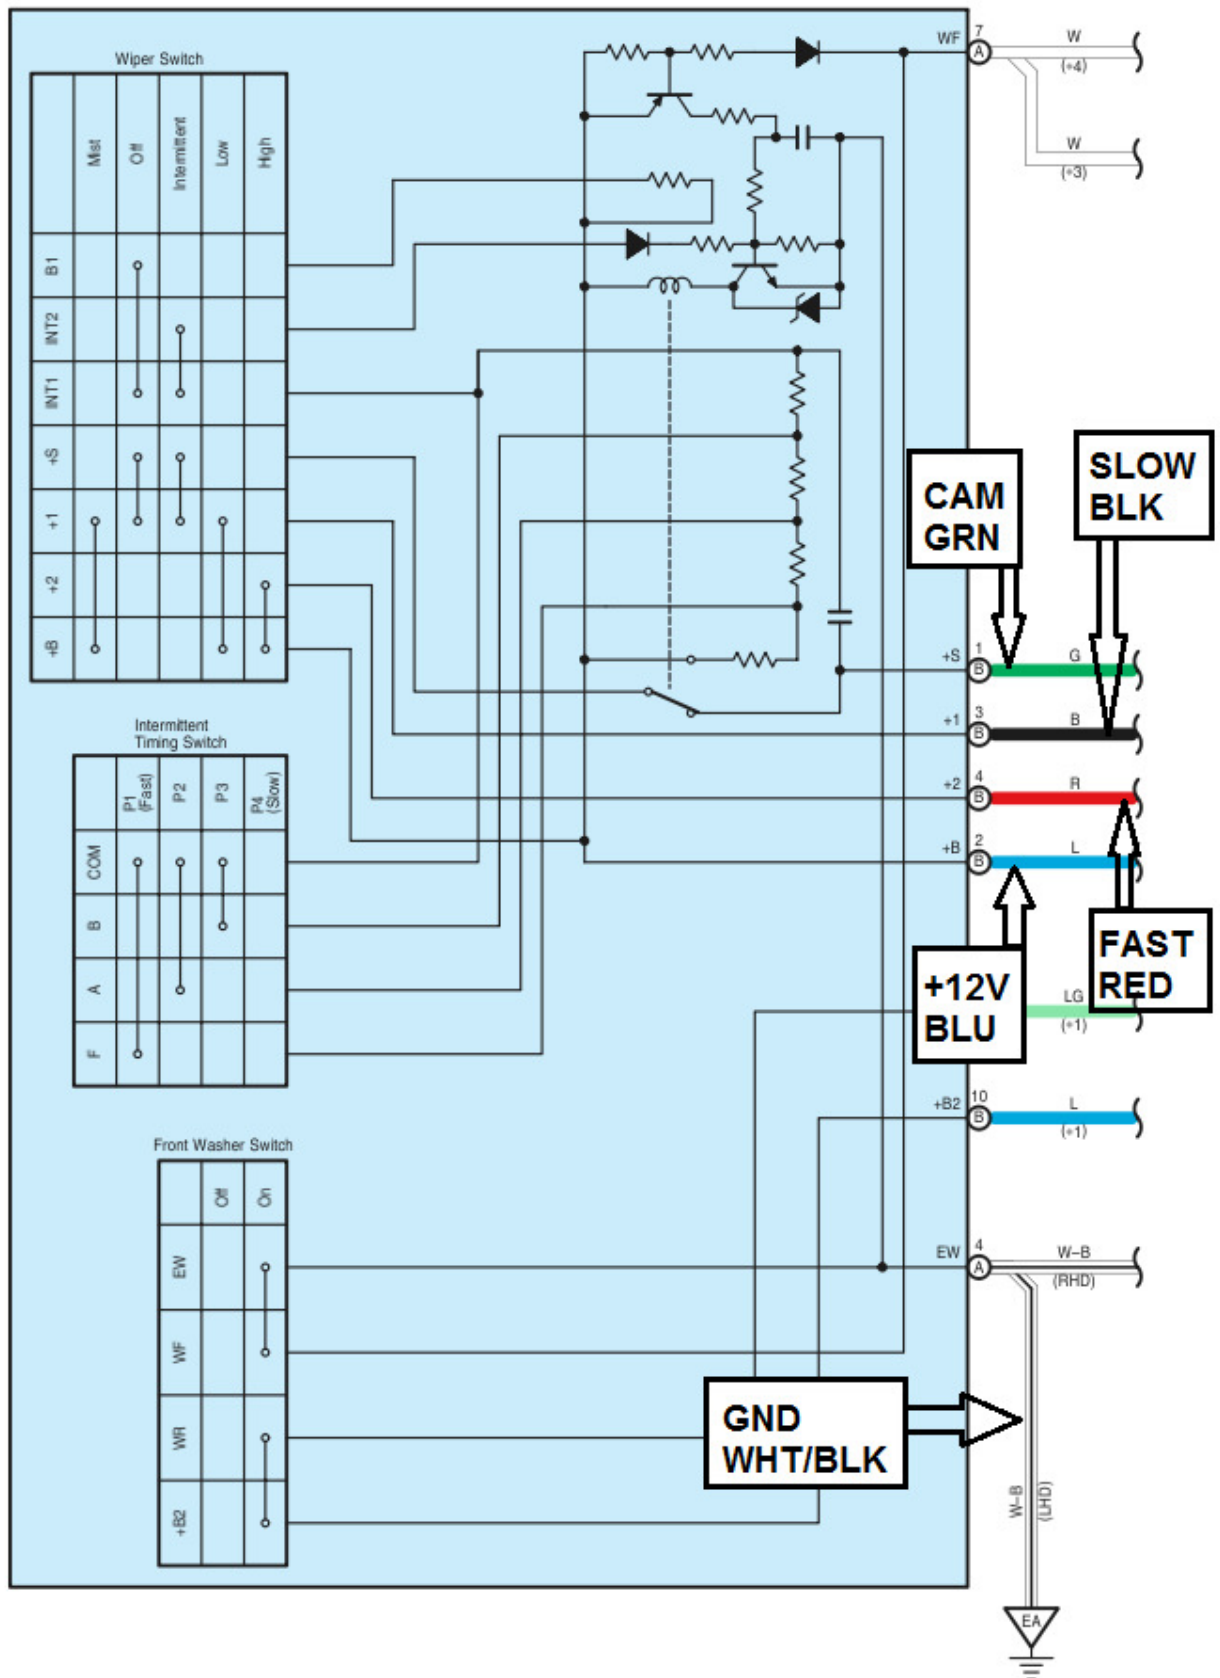 WF
7
A
W
(*4)
W
(*3)
Wiper Switch
Mist
Off
Intermittent
Low
High
B1
INT2
INT1
+S
+1
+2
+B
CAM
GRN
SLOW
BLK
+S
1
B
G
+1
3
B
B
+2
4
B
R
+B
2
B
L
Intermittent
Timing Switch
P1
(Fast)
P2
P3
P4
(Slow)
COM
B
A
F
+12V
BLU
FAST
RED
LG
(*1)
+B2
10
B
L
(*1)
Front Washer Switch
Off
On
EW
WF
WR
+B2
EW
4
A
W-B
(RHD)
GND
WHT/BLK
W-B
(LHD)
EA